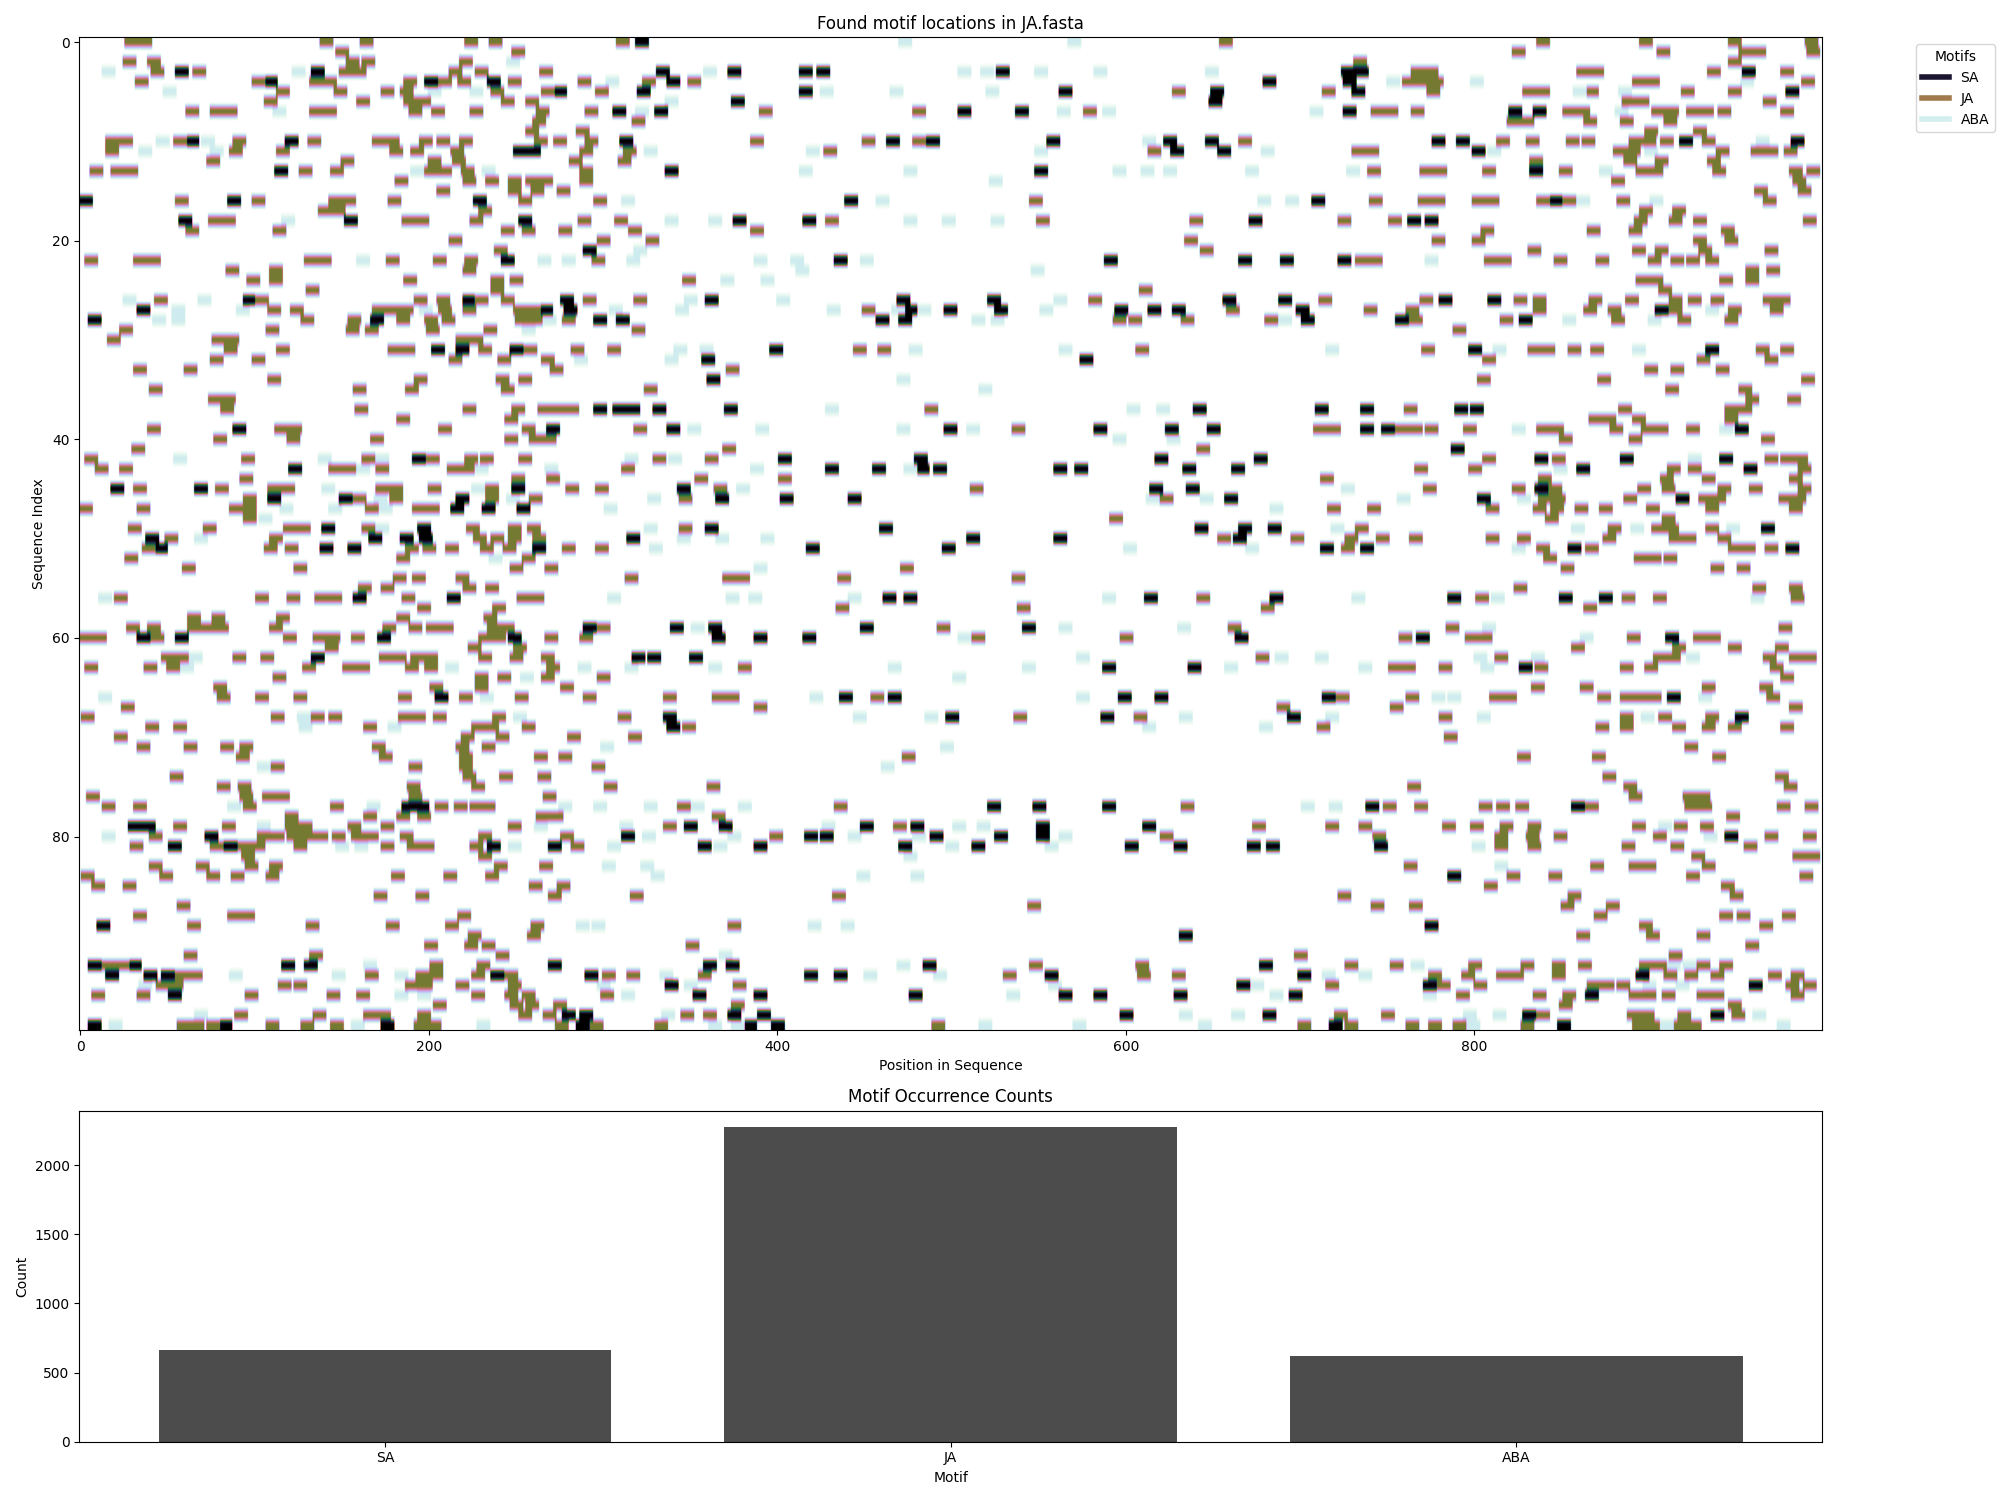 Found motif locations in JA.fasta
0
20
40
60
80
Sequence Index
0
200
400
600
800
Position in Sequence
Motifs
SA
JA
ABA
Motif Occurrence Counts
2000
1500
1000
500
0
Count
SA
JA
ABA
Motif